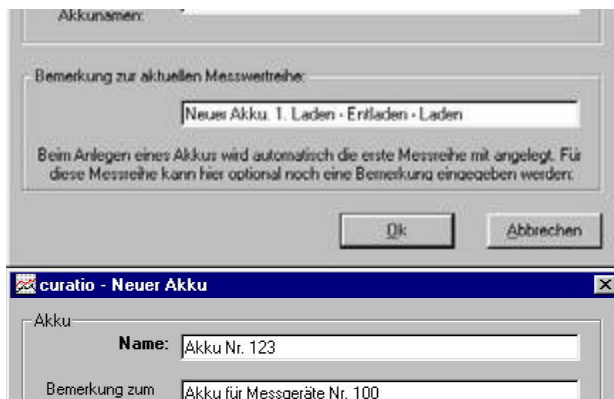 Akkunamen:
Bemerkung zur aktuellen Messwertreihe:
Neuer Akku. 1. Laden - Entladen - Laden
Beim Anlegen eines Akkus wird automatisch die erste Messreihe mit angelegt. Für
diese Messreihe kann hier optional noch eine Bemerkung eingegeben werden:
Ok
Abbrechen
curatio - Neuer Akku
Akku
Name: Akku Nr. 123
Bemerkung zum Akku für Messgeräte Nr. 100